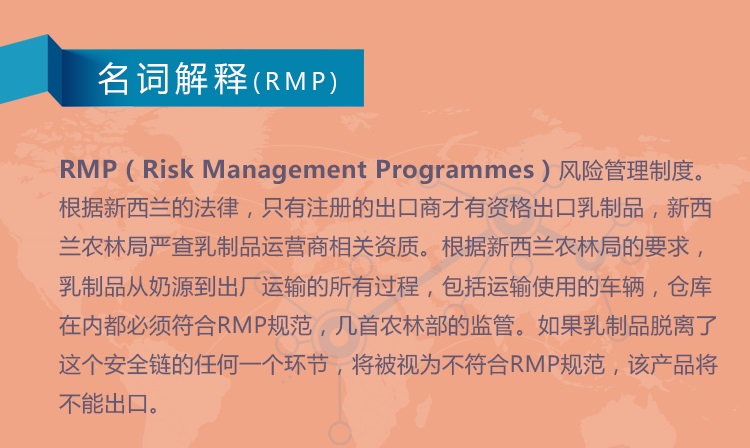 名词解释(RMP)
RMP（Risk Management Programmes）风险管理制度。
根据新西兰的法律，只有注册的出口商才有资格出口乳制品，新西
兰农林局严查乳制品运营商相关资质。根据新西兰农林局的要求，
乳制品从奶源到出厂运输的所有过程，包括运输使用的车辆，仓库
在内都必须符合RMP规范，几首农林部的监管。如果乳制品脱离了
这个安全链的任何一个环节，将被视为不符合RMP规范，该产品将
不能出口。